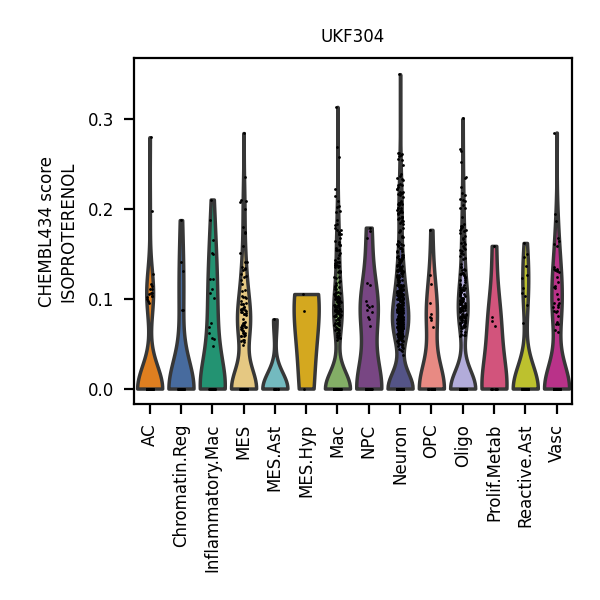 UKF304
CHEMBL434 score
ISOPROTERENOL
0.3
0.2
0.1
0.0
AC
Chromatin.Reg
Inflammatory.Mac
MES
MES.Ast
MES.Hyp
Mac
NPC
Neuron
OPC
Oligo
Prolif.Metab
Reactive.Ast
Vasc